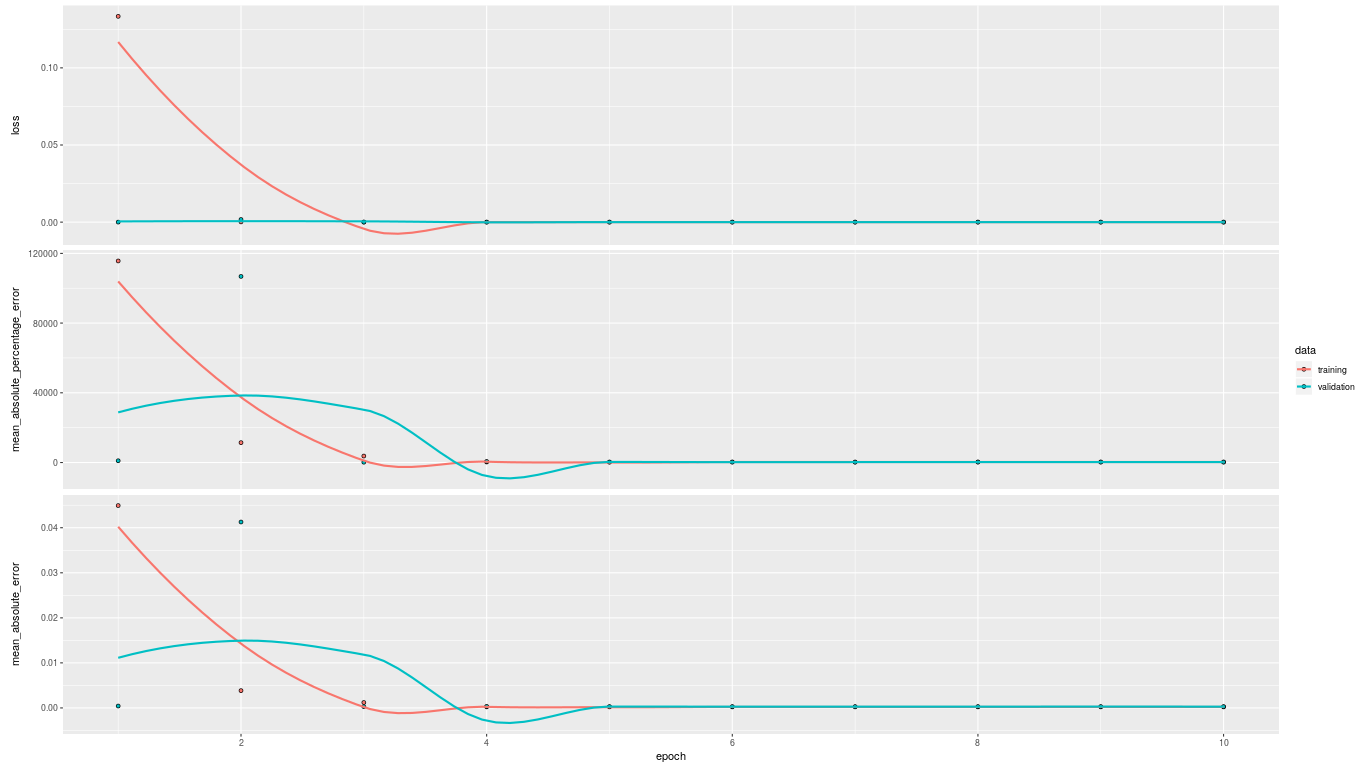 loss
0.10
0.05
0.00
mean_absolute_percentage_error
120000
80000
40000
0
mean_absolute_error
0.04
0.03
0.02
0.01
0.00
2 4 6 8 10
epoch
data
training
validation